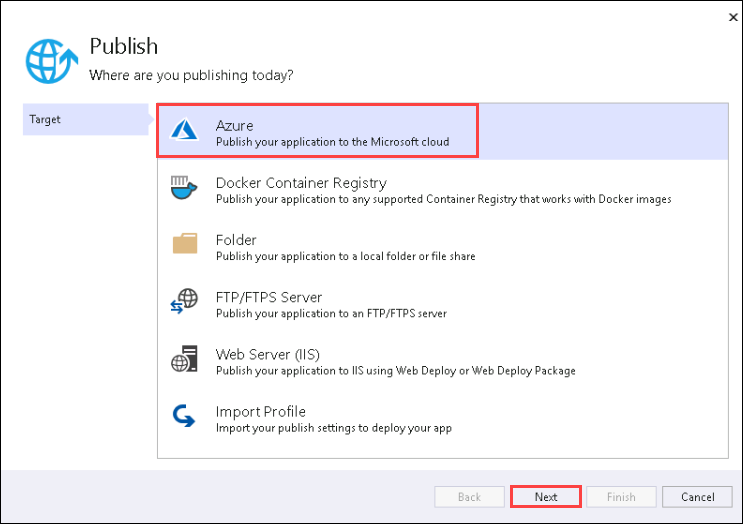 Publish
Where are you publishing today?
Target
Azure
Publish your application to the Microsoft cloud
Docker Container Registry
Publish your application to any supported Container Registry that works with Docker images
Folder
Publish your application to a local folder or file share
FTP/FTPS Server
Publish your application to an FTP/FTPS server
Web Server (IIS)
Publish your application to IIS using Web Deploy or Web Deploy Package
Import Profile
Import your publish settings to deploy your app
Back
Next
Finish
Cancel